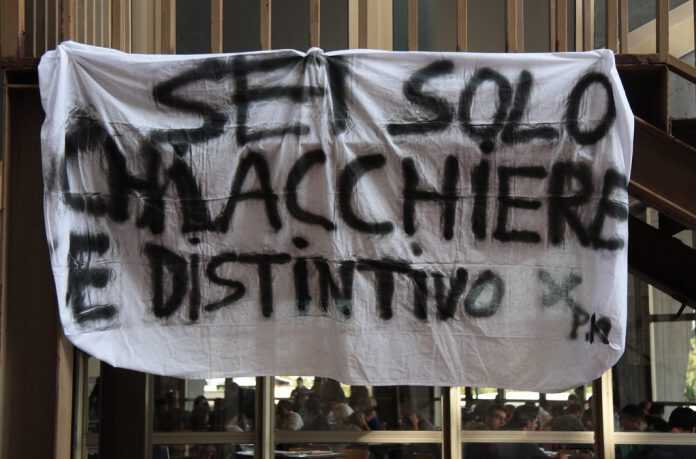 SEI SOLO
CHIACCHIERE
E DISTINTIVO X